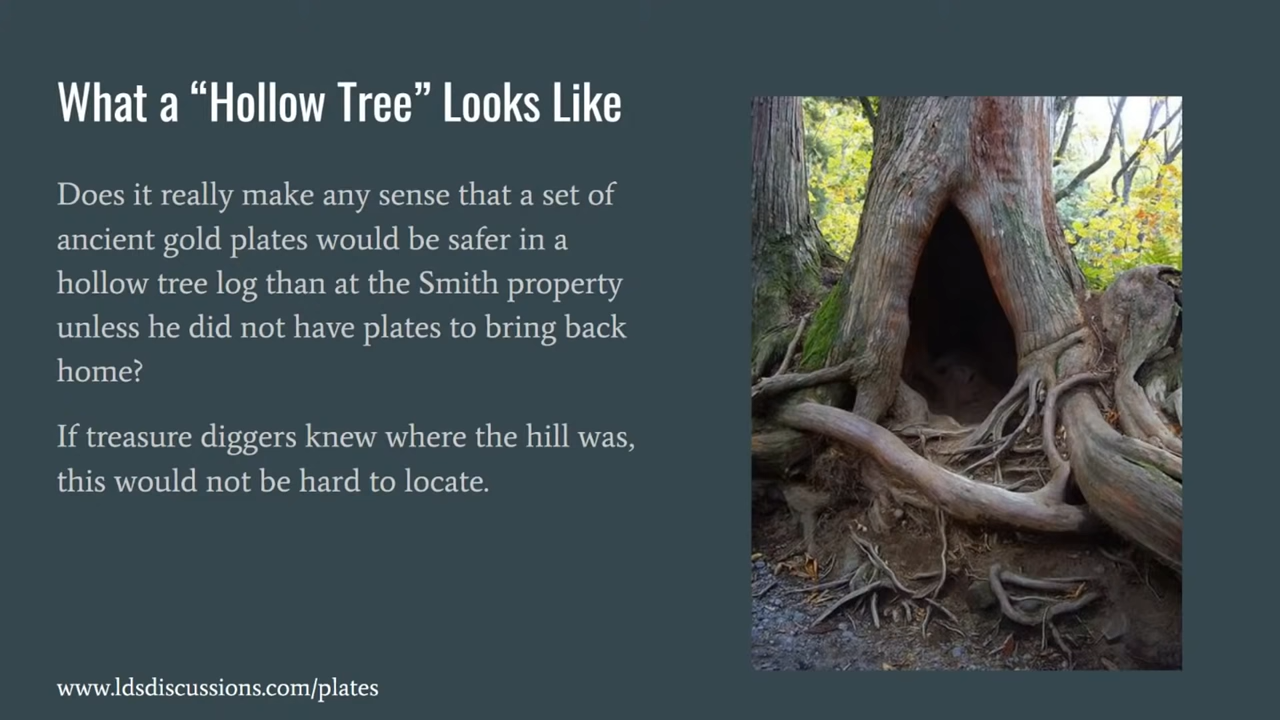 What a “Hollow Tree” Looks Like
Does it really make any sense that a set of
ancient gold plates would be safer in a
hollow tree log than at the Smith property
unless he did not have plates to bring back
home?
If treasure diggers knew where the hill was,
this would not be hard to locate.
www.ldsdiscussions.com/plates